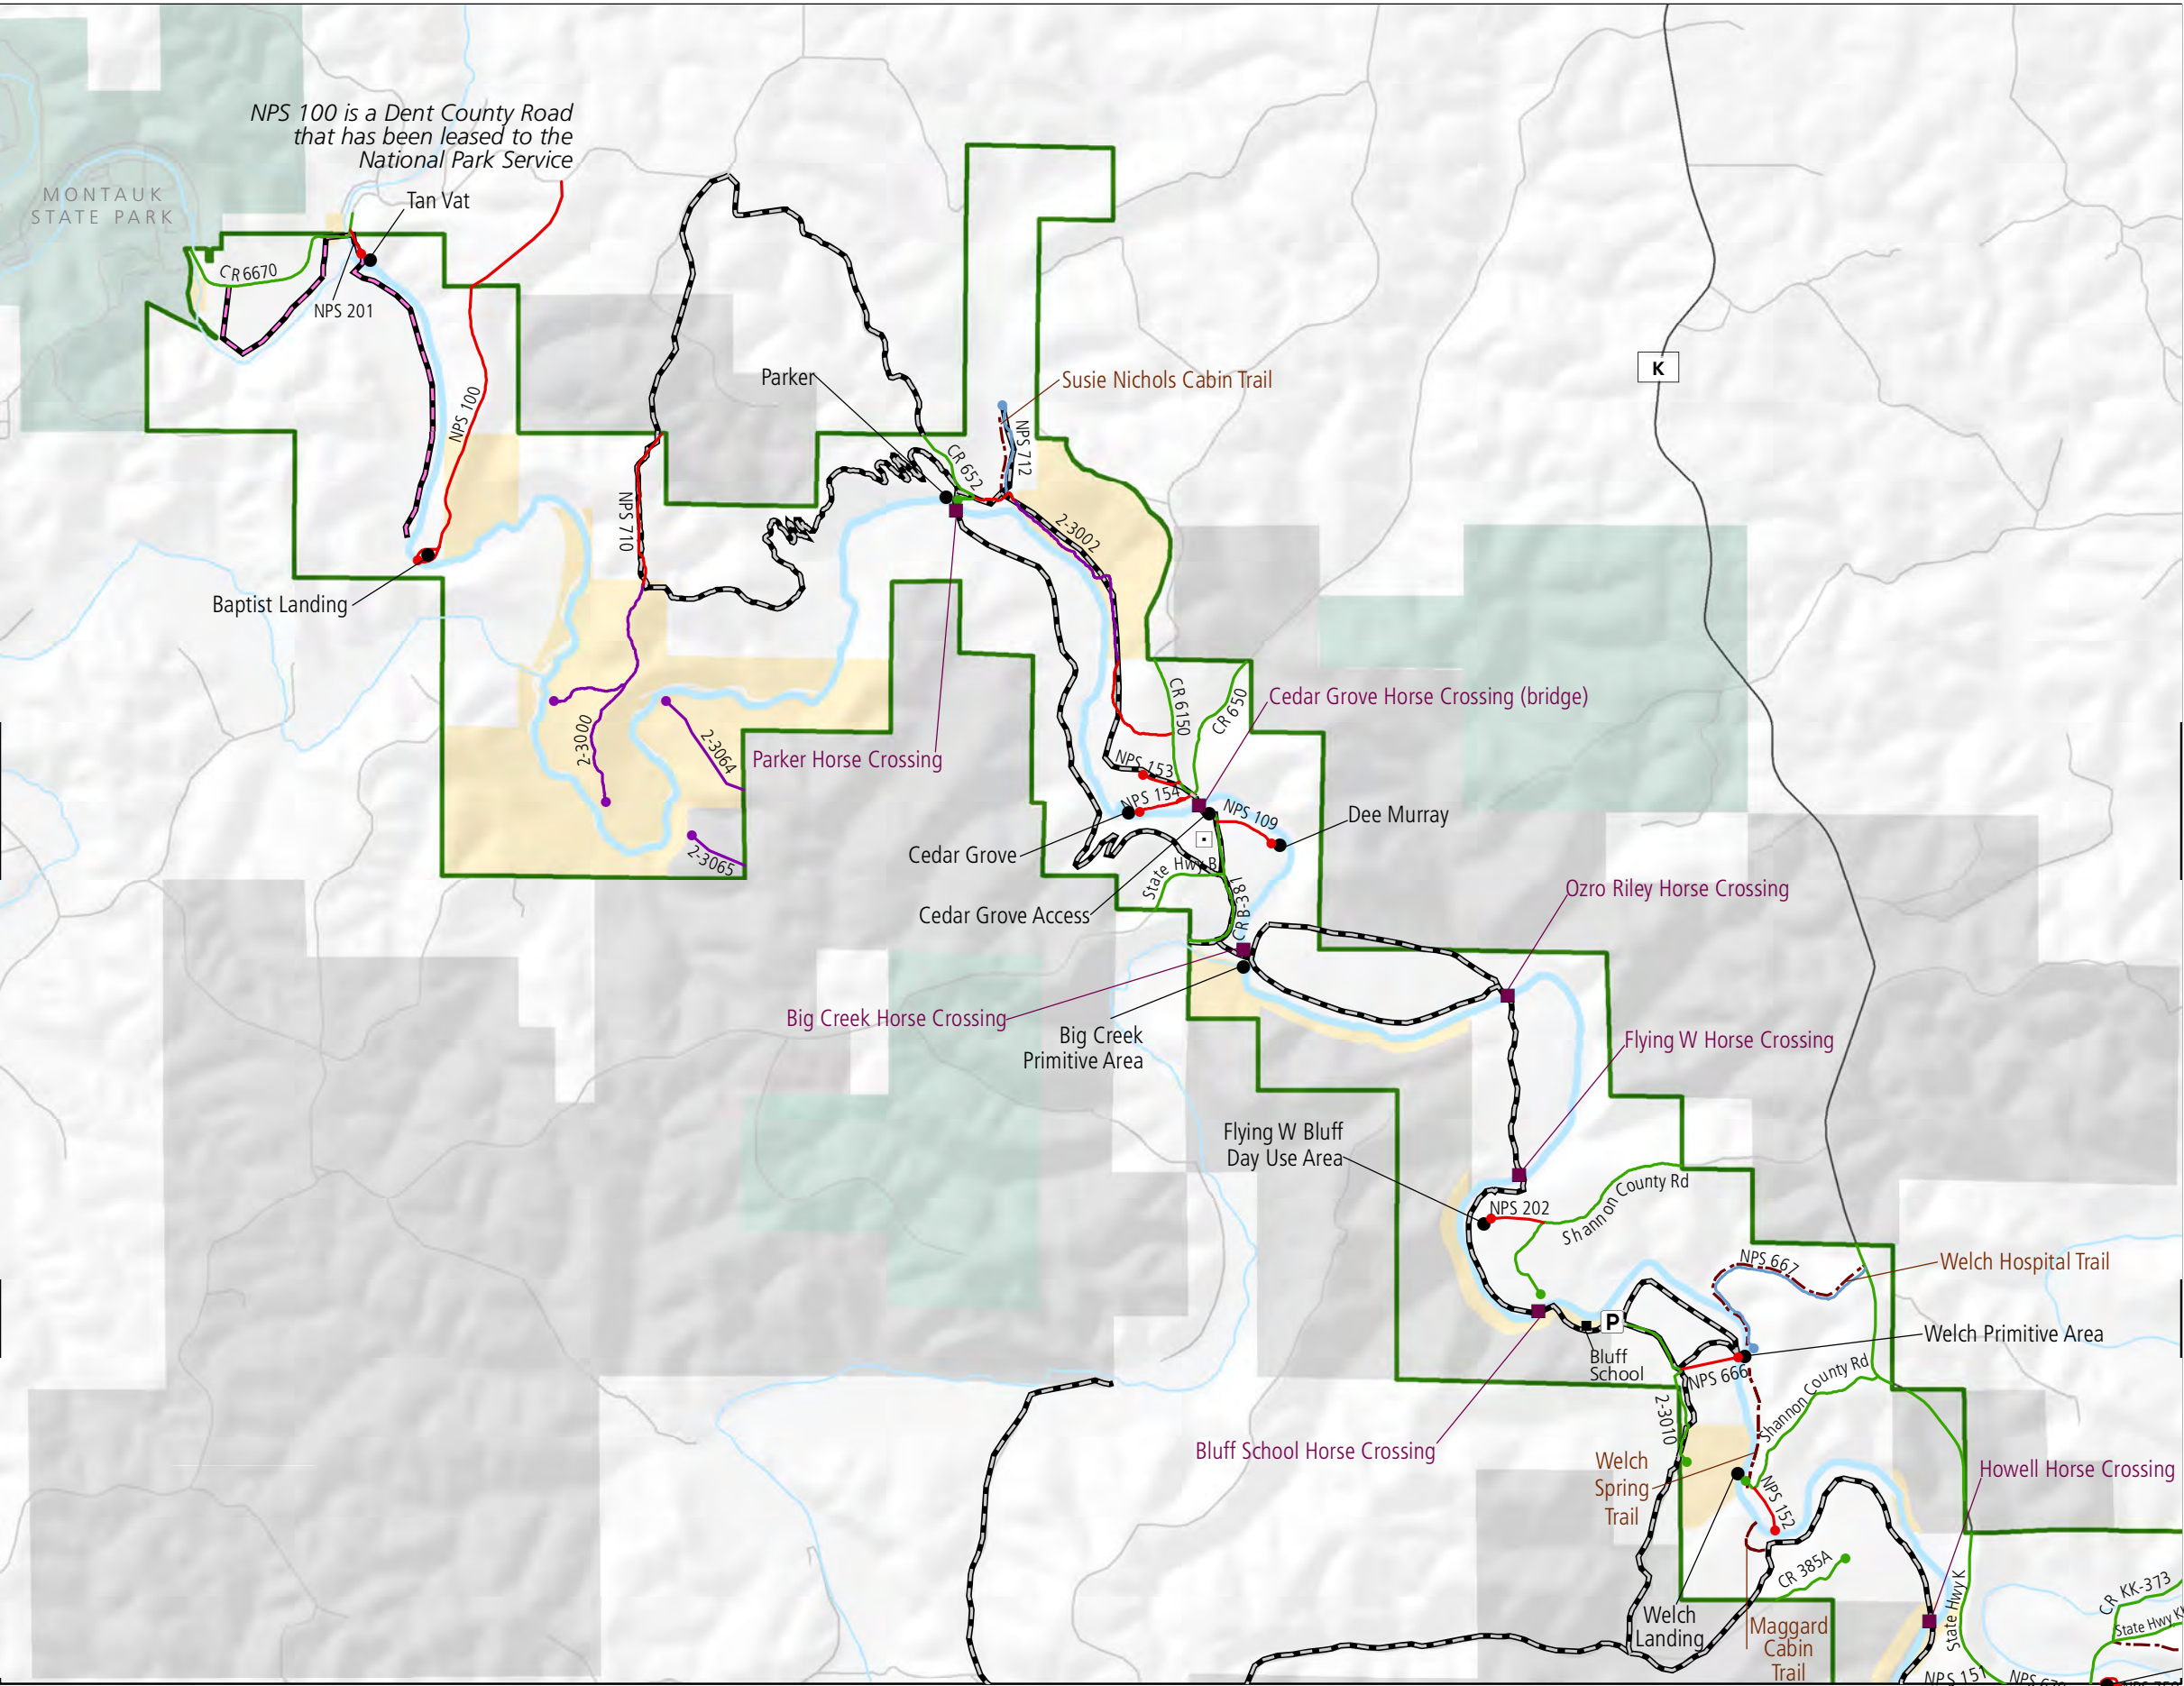 NPS 100 is a Dent County Road
that has been leased to the
National Park Service
MONTAUK
STATE PARK
Tan Vat
CR 6670
NPS 201
NPS 100
Parker
Susie Nichols Cabin Trail
K
NPS 712
CR 652
NPS 710
2-3002
Baptist Landing
CR 6150
CR 650
Cedar Grove Horse Crossing (bridge)
2-3000
2-3064
Parker Horse Crossing
NPS 153
NPS 154
NPS 109
Dee Murray
2-3065
Cedar Grove
State Hwy B
CR B-381
Ozro Riley Horse Crossing
Cedar Grove Access
Big Creek Horse Crossing
Big Creek
Primitive Area
Flying W Horse Crossing
Flying W Bluff
Day Use Area
NPS 202
Shannon County Rd
NPS 667
Welch Hospital Trail
P
Welch Primitive Area
Bluff
School
NPS 666
Shannon County Rd
2-3010
Bluff School Horse Crossing
Welch
Spring
Trail
Howell Horse Crossing
NPS 152
CR 385A
CR KK-373
State Hwy K
Welch
Landing
Maggard
Cabin
Trail
State Hwy KK
NPS 151